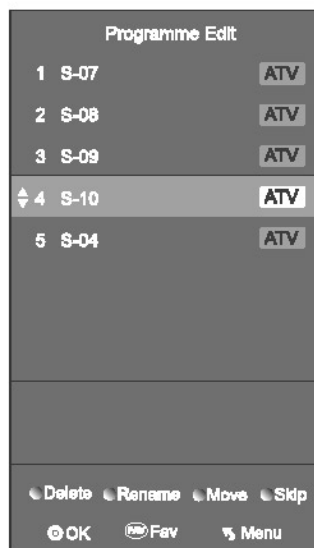 Programme Edit
1 S-07 ATV
2 S-08 ATV
3 S-09 ATV
4 S-10 ATV
5 S-04 ATV
Delete Rename Move Skip
OK Fav Menu